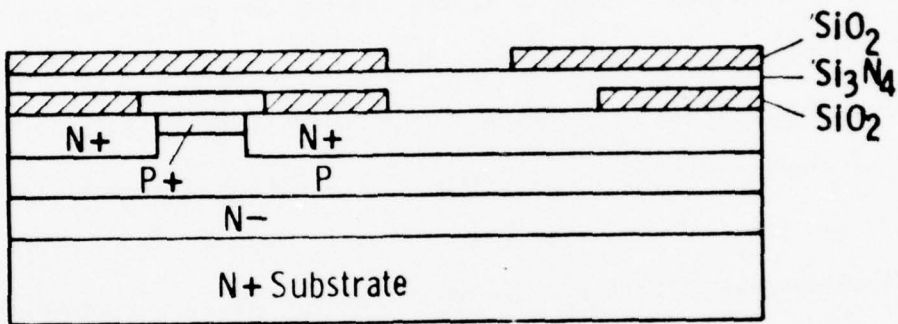 SiO2
Si3N4
SiO2
N+ N+
P+ P
N−
N+ Substrate